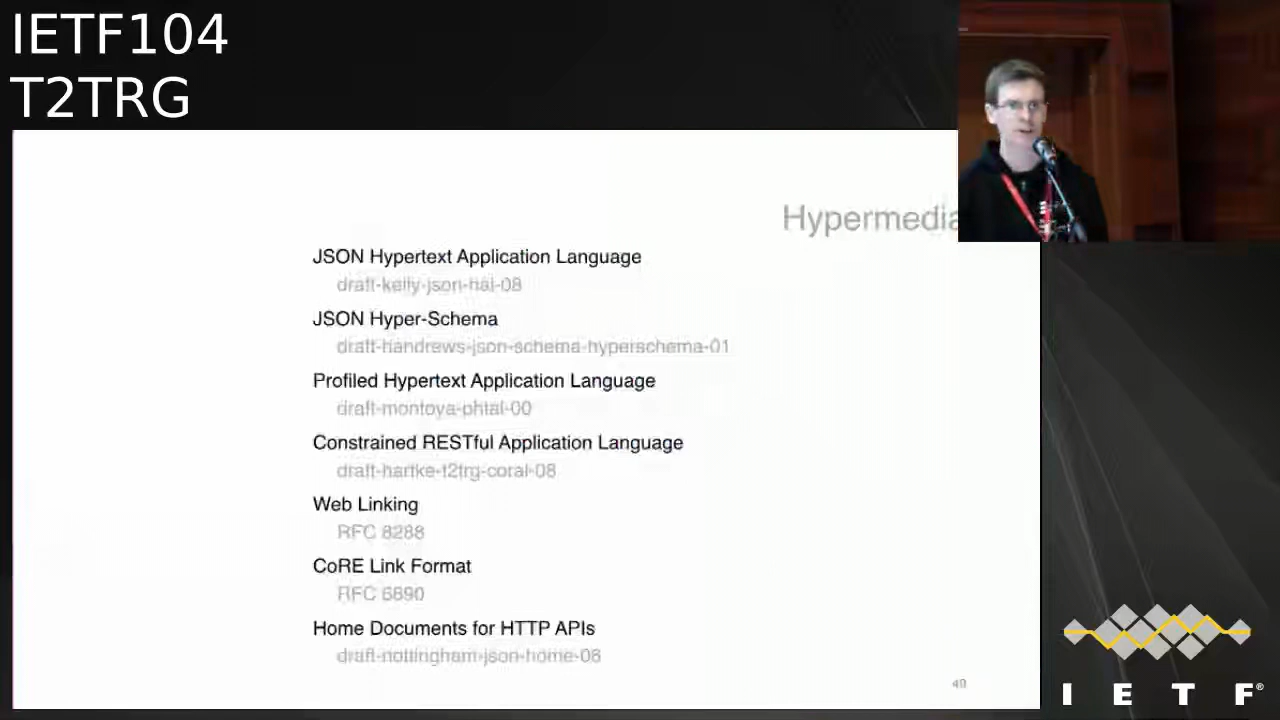 IETF104
T2TRG
Hypermedia
JSON Hypertext Application Language
draft-kelly-json-hal-08
JSON Hyper-Schema
draft-handrews-json-schema-hyperschema-01
Profiled Hypertext Application Language
draft-montoya-phtal-00
Constrained RESTful Application Language
draft-hartke-t2trg-coral-08
Web Linking
RFC 8288
CoRE Link Format
RFC 6690
Home Documents for HTTP APIs
draft-nottingham-json-home-08
49
I E T F®